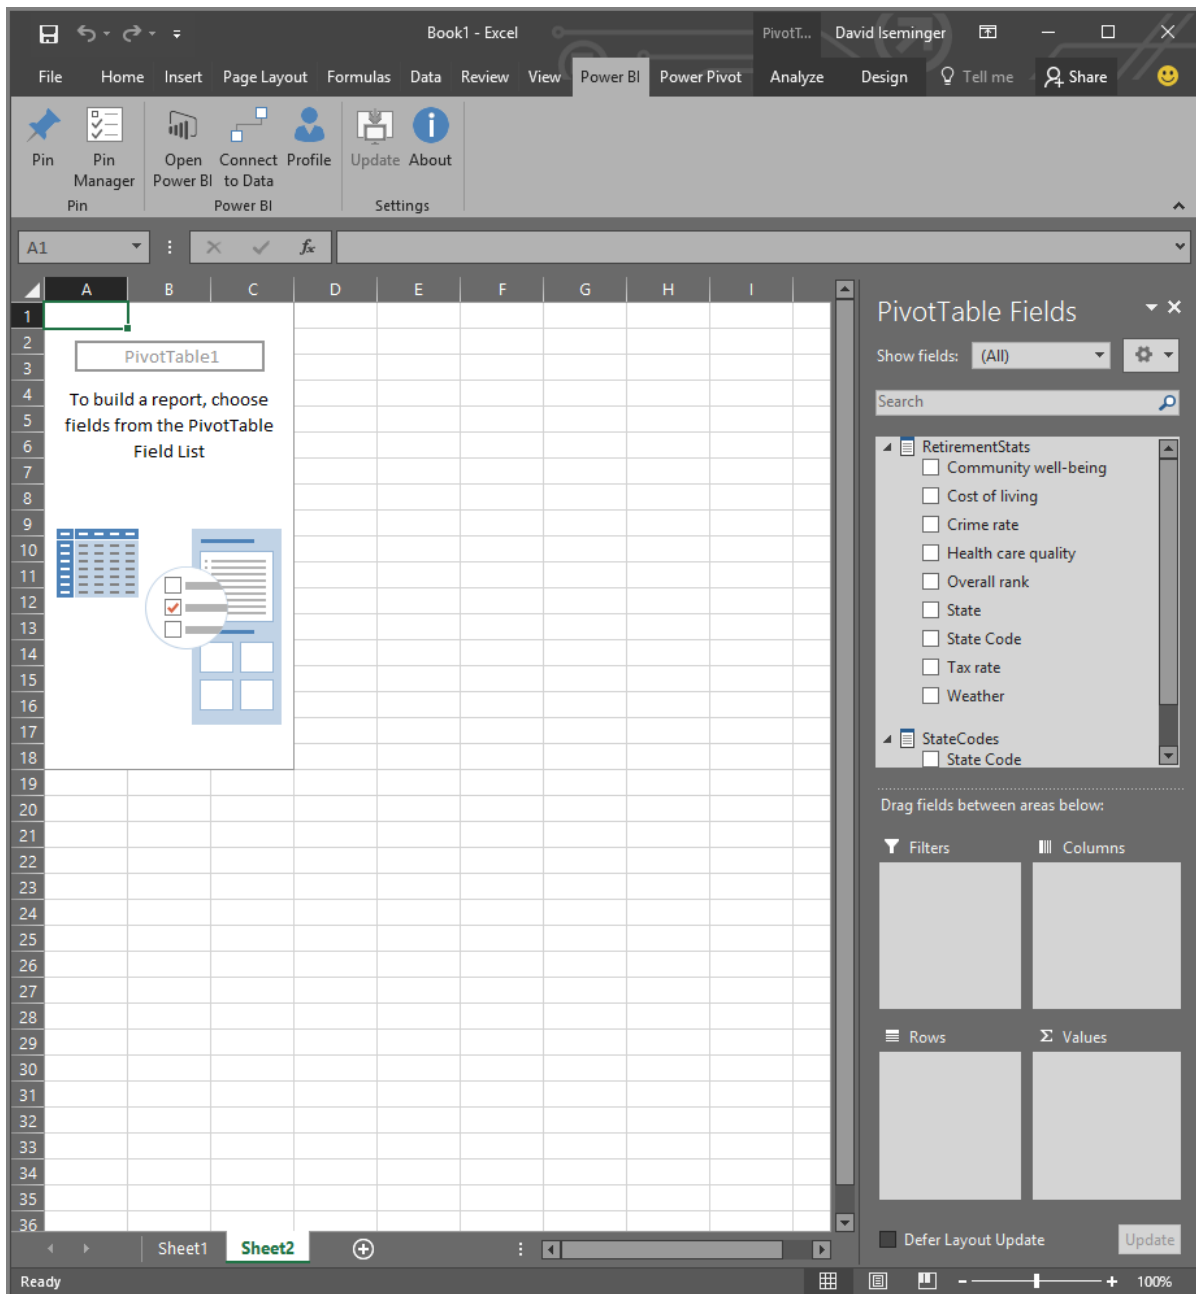 Book1 - Excel
PivotT...
David Iseminger
File Home Insert Page Layout Formulas Data Review View Power BI Power Pivot Analyze Design Tell me Share
Pin
Pin Manager
Open Power BI
Connect to Data
Profile
Update
About
Pin
Power BI
Settings
A1
fx
A B C D E F G H I
1
2
3
4
5
6
7
8
9
10
11
12
13
14
15
16
17
18
19
20
21
22
23
24
25
26
27
28
29
30
31
32
33
34
35
36
PivotTable1
To build a report, choose
fields from the PivotTable
Field List
PivotTable Fields
Show fields: (All)
Search
RetirementStats
Community well-being
Cost of living
Crime rate
Health care quality
Overall rank
State
State Code
Tax rate
Weather
StateCodes
State Code
Drag fields between areas below:
Filters
Columns
Rows
Σ Values
Defer Layout Update
Update
Sheet1 Sheet2
Ready
100%